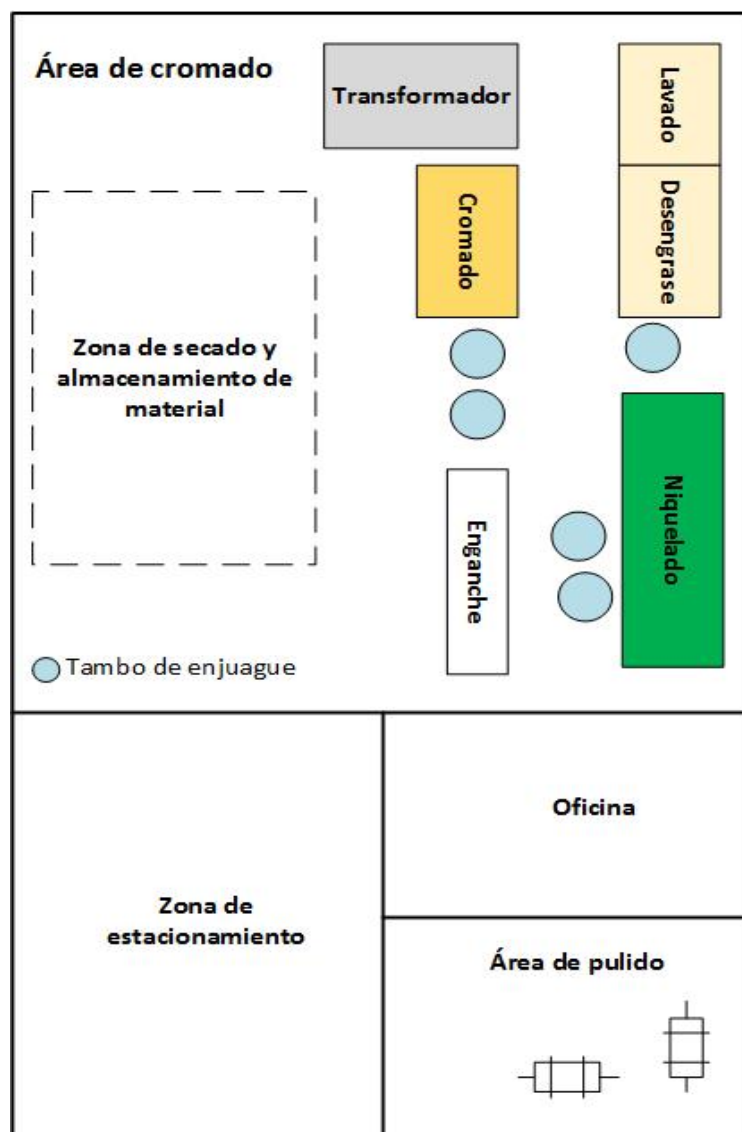 Área de cromado
Transformador
Lavado
Cromado
Desengrase
Zona de secado y
almacenamiento de
material
Enganche
Niquelado
Tambo de enjuague
Oficina
Zona de
estacionamiento
Área de pulido